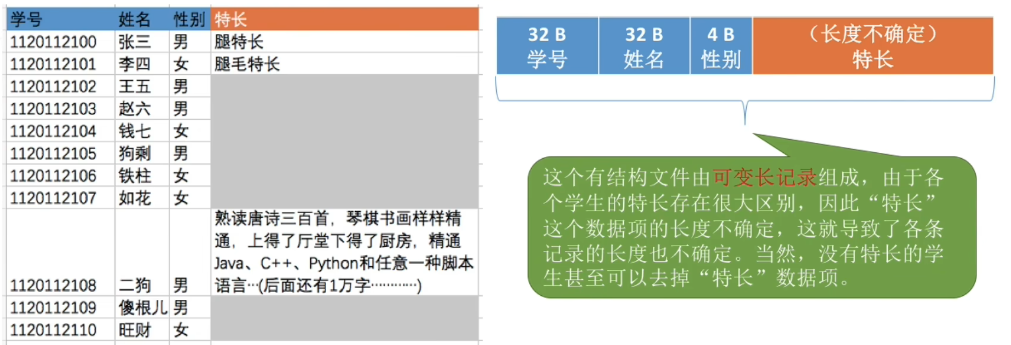 学号 姓名 性别 特长
1120112100 张三 男 腿特长
1120112101 李四 女 腿毛特长
1120112102 王五 男
1120112103 赵六 男
1120112104 钱七 女
1120112105 狗剩 男
1120112106 铁柱 女
1120112107 如花 女
熟读唐诗三百首，琴棋书画样样精
通，上得了厅堂下得了厨房，精通
Java、C++、Python和任意一种脚本
1120112108 二狗 男 语言…(后面还有1万字…………)
1120112109 傻根儿 男
1120112110 旺财 女
32 B 32 B 4 B （长度不确定）
学号 姓名 性别 特长
这个有结构文件由可变长记录组成，由于各
个学生的特长存在很大区别，因此“特长”
这个数据项的长度不确定，这就导致了各条
记录的长度也不确定。当然，没有特长的学
生甚至可以去掉“特长”数据项。